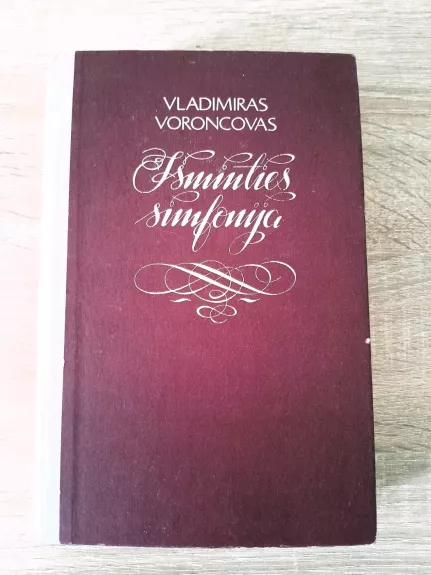 VLADIMIRAS
VORONCOVAS
Išminties
simfonija